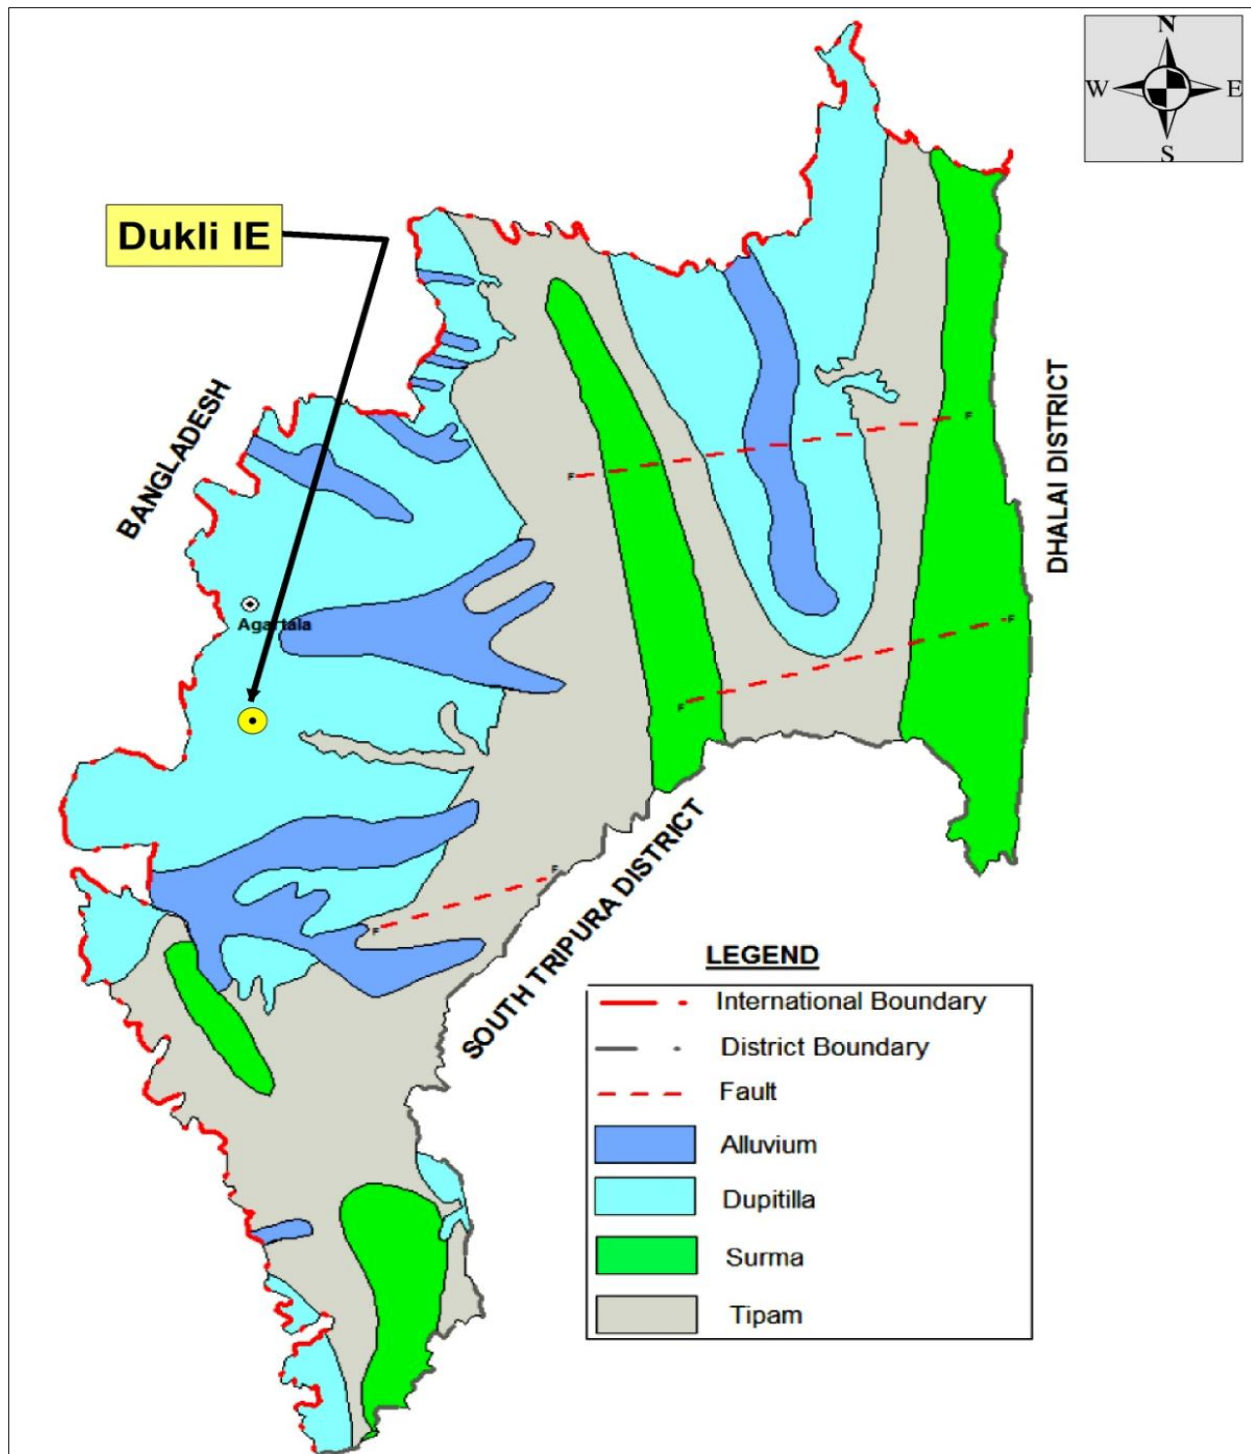 N
W E
S
Dukli IE
BANGLADESH
DHALAI DISTRICT
F
F
Agartala
F
F
F
F
SOUTH TRIPURA DISTRICT
LEGEND
International Boundary
District Boundary
Fault
Alluvium
Dupitilla
Surma
Tipam